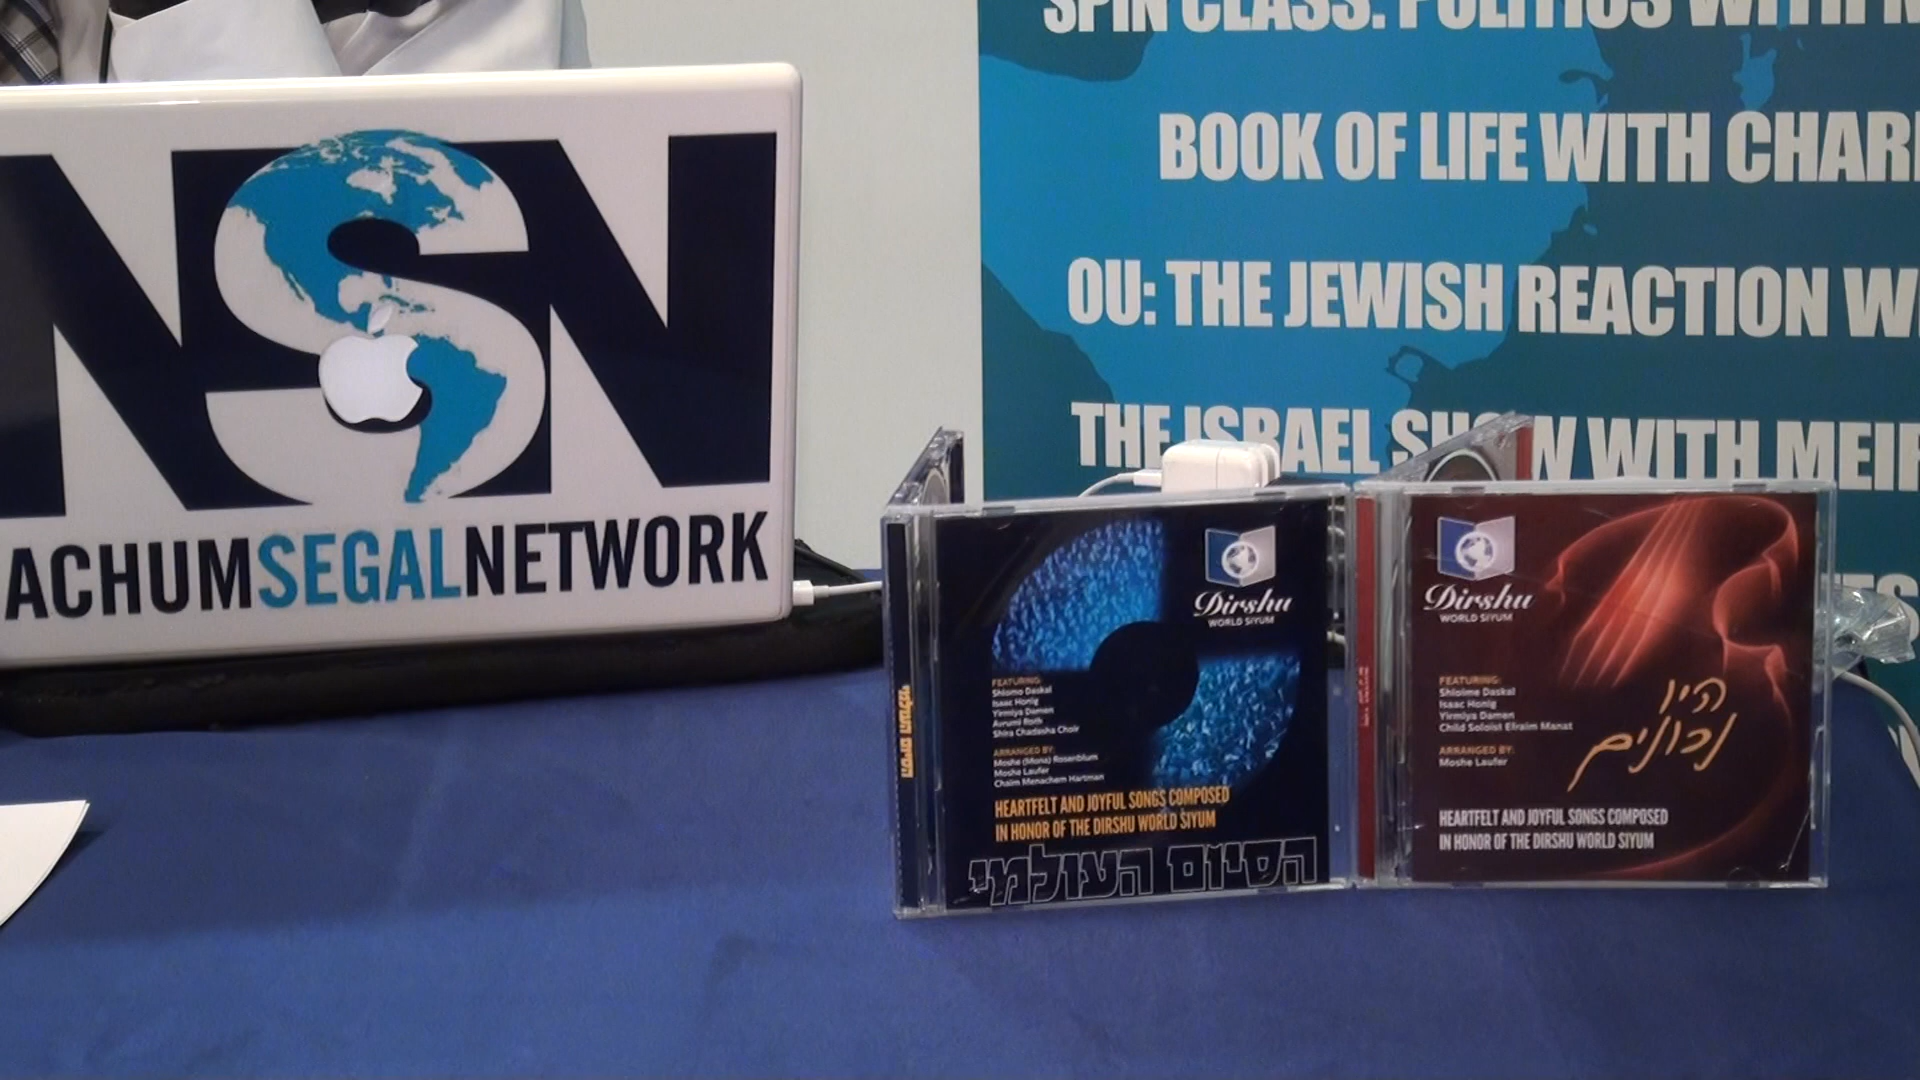 NSN
ACHUMSEGALNETWORK
SPIN CLASS: POLITICS WITH
BOOK OF LIFE WITH
OU: THE JEWISH REACTION
THE ISRAEL SHOW WITH
Dirshu
WORLD SIYUM
FEATURING:
Shlomo Daskal
Isaac Honig
Yirmiya Damen
Avrumi Roth
Shira Chadasha Choir
ARRANGED BY:
Moshe (Mona) Rosenblum
Moshe Laufer
Chaim Menachem Hartman
HEARTFELT AND JOYFUL SONGS COMPOSED
IN HONOR OF THE DIRSHU WORLD SIYUM
הסיום העולמי
Dirshu
WORLD SIYUM
FEATURING:
Shloime Daskal
Isaac Honig
Yirmiya Damen
Child Soloist Efraim Manat
ARRANGED BY:
Moshe Laufer
היו
נכונים
HEARTFELT AND JOYFUL SONGS COMPOSED
IN HONOR OF THE DIRSHU WORLD SIYUM